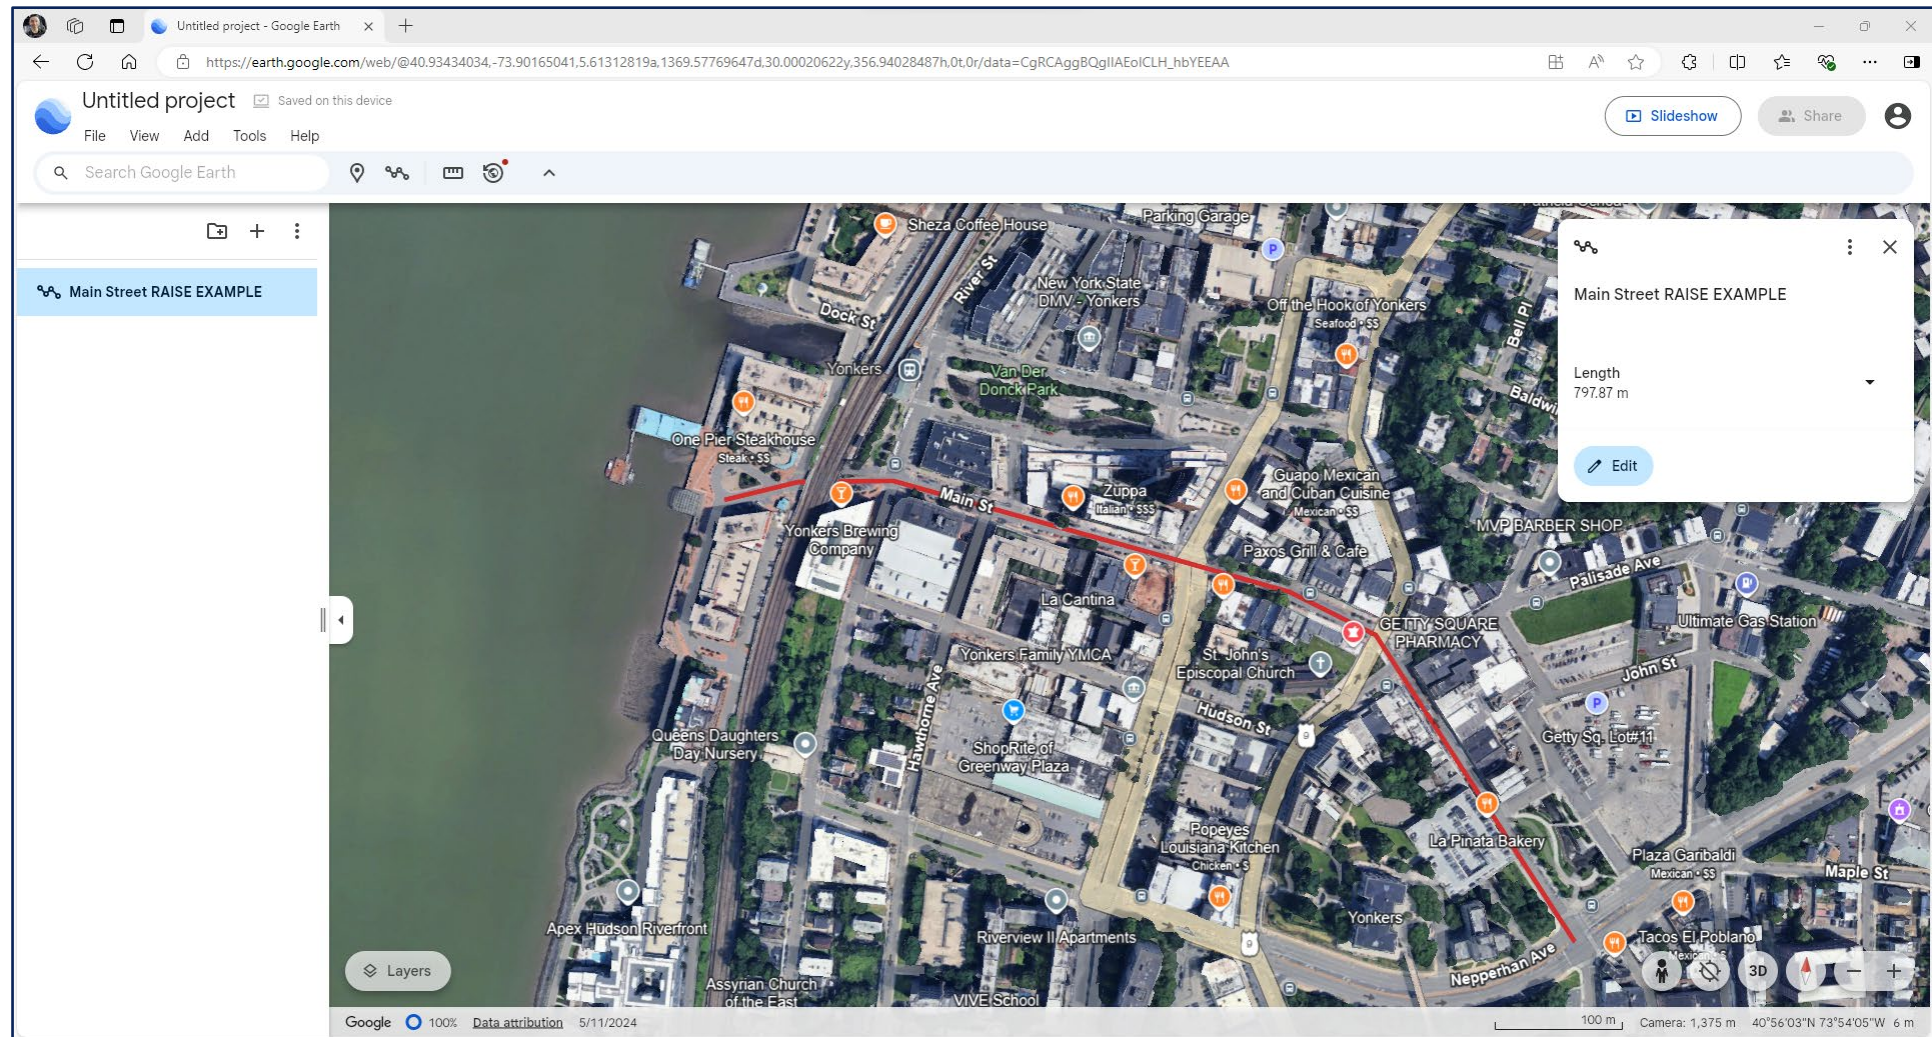 Untitled project - Google Earth
https://earth.google.com/web/@40.93434034,-73.90165041,5.61312819a,1369.57769647d,30.00020622y,356.94028487h,0t,0r/data=CgRCAggBQgIIAEoICLH_hbYEEAA
Untitled project
Saved on this device
File View Add Tools Help
Slideshow
Share
Search Google Earth
Main Street RAISE EXAMPLE
Main Street RAISE EXAMPLE
Length
797.87 m
Edit
Sheza Coffee House
Parking Garage
River St
New York State
DMV - Yonkers
Off the Hook of Yonkers
Seafood • $$
Bell Pl
Dock St
Yonkers
Van Der
Donck Park
One Pier Steakhouse
Steak • $$
Main St
Zuppa
Italian • $$$
Guapo Mexican
and Cuban Cuisine
Mexican • $$
MVP BARBER SHOP
Yonkers Brewing
Company
Paxos Grill & Cafe
Palisade Ave
La Cantina
GETTY SQUARE
PHARMACY
Ultimate Gas Station
Yonkers Family YMCA
St. John's
Episcopal Church
John St
Hawthorne Ave
Hudson St
Queens Daughters
Day Nursery
ShopRite of
Greenway Plaza
9
Getty Sq. Lot#11
Popeyes
Louisiana Kitchen
Chicken • $
La Pinata Bakery
Plaza Garibaldi
Mexican • $$
Maple St
Apex Hudson Riverfront
Riverview II Apartments
Yonkers
9
Tacos El Poblano
Mexican • $
Nepperhan Ave
Assyrian Church
of the East
VIVE School
Layers
3D
Google 100% Data attribution 5/11/2024
100 m Camera: 1,375 m 40°56'03"N 73°54'05"W 6 m